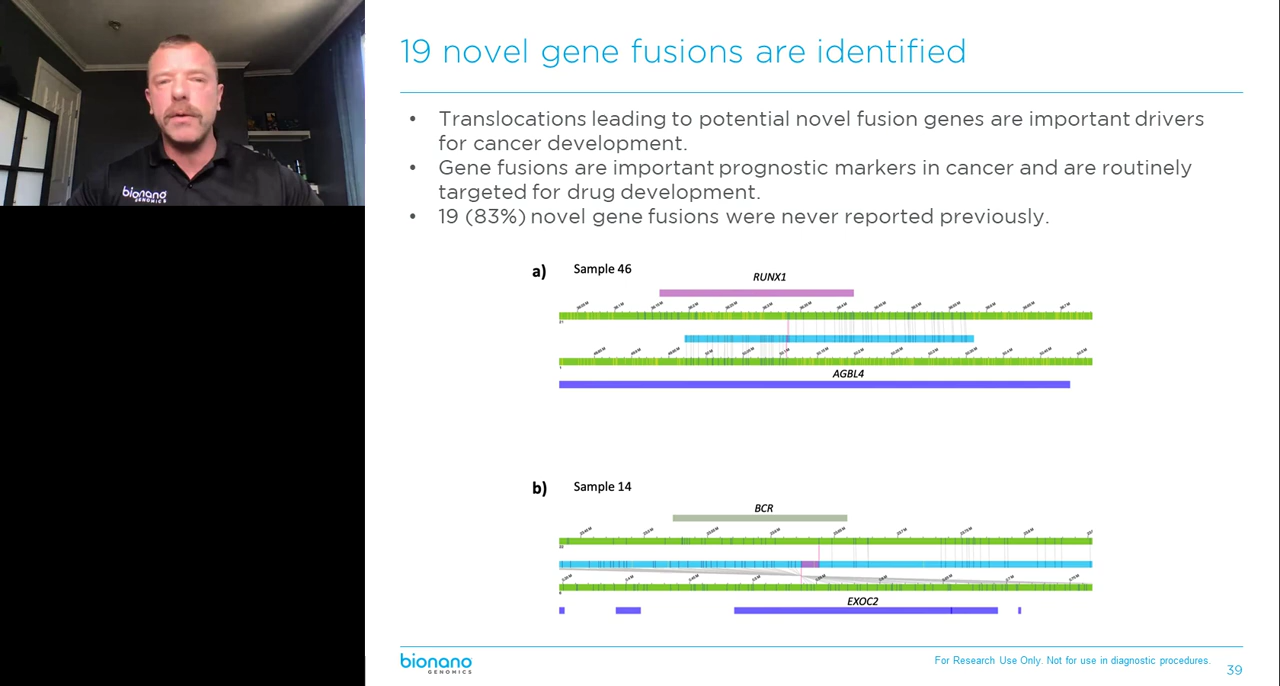 19 novel gene fusions are identified
• Translocations leading to potential novel fusion genes are important drivers
for cancer development.
• Gene fusions are important prognostic markers in cancer and are routinely
targeted for drug development.
• 19 (83%) novel gene fusions were never reported previously.
a) Sample 46
RUNX1
AGBL4
b) Sample 14
BCR
EXOC2
bionano
GENOMICS
For Research Use Only. Not for use in diagnostic procedures.
39
bionano
GENOMICS